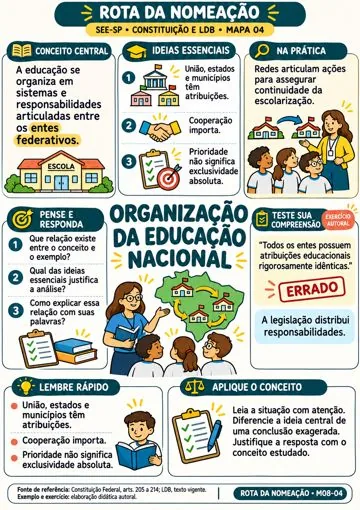 ROTA DA NOMEAÇÃO
SEE-SP • CONSTITUIÇÃO E LDB • MAPA 04
CONCEITO CENTRAL
A educação se
organiza em
sistemas e
responsabilidades
articuladas entre
os entes
federativos.
ESCOLA
IDEIAS ESSENCIAIS
1
União, estados
e municípios
têm
atribuições.
2
Cooperação
importa.
3
Prioridade
não significa
exclusividade
absoluta.
NA PRÁTICA
Redes articulam ações
para assegurar
continuidade da
escolarização.
PENSE E
RESPONDA
1
Que relação existe
entre o conceito e
o exemplo?
2
Qual das ideias
essenciais justifica
a análise?
3
Como explicar essa
relação com suas
palavras?
ORGANIZAÇÃO
DA EDUCAÇÃO
NACIONAL
TESTE SUA
COMPREENSÃO
EXERCÍCIO
AUTORAL
"Todos os entes possuem
atribuições educacionais
rigorosamente idênticas."
ERRADO
A legislação distribui
responsabilidades.
LEMBRE RÁPIDO
União, estados e
municípios têm
atribuições.
Cooperação importa.
Prioridade não significa
exclusividade absoluta.
APLIQUE O CONCEITO
Leia a situação com atenção.
Diferencie a ideia central de
uma conclusão exagerada.
Justifique a resposta com o
conceito estudado.
Fonte de referência: Constituição Federal, arts. 205 a 214; LDB, texto vigente.
Exemplo e exercício: elaboração didática autoral.
ROTA DA NOMEAÇÃO • M08-04